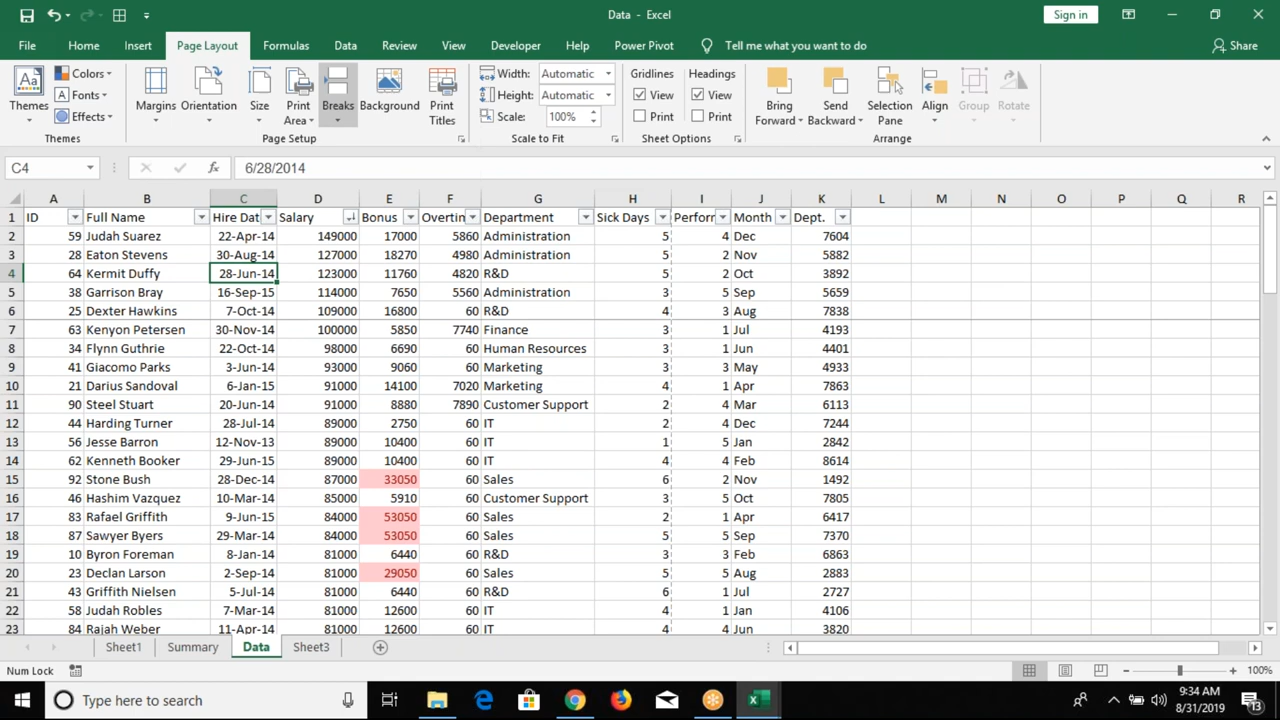 Data - Excel
Sign in
File Home Insert Page Layout Formulas Data Review View Developer Help Power Pivot Tell me what you want to do Share
Themes Colors Fonts Effects Margins Orientation Size Print Area Breaks Background Print Titles Width: Automatic Height: Automatic Scale: 100% Gridlines View Print Headings View Print Bring Forward Send Backward Selection Pane Align Group Rotate
Themes Page Setup Scale to Fit Sheet Options Arrange
C4 fx 6/28/2014
A B C D E F G H I J K L M N O P Q R
1 ID Full Name Hire Dat Salary Bonus Overtin Department Sick Days Perforr Month Dept.
2 59 Judah Suarez 22-Apr-14 149000 17000 5860 Administration 5 4 Dec 7604
3 28 Eaton Stevens 30-Aug-14 127000 18270 4980 Administration 5 2 Nov 5882
4 64 Kermit Duffy 28-Jun-14 123000 11760 4820 R&D 5 2 Oct 3892
5 38 Garrison Bray 16-Sep-15 114000 7650 5560 Administration 3 5 Sep 5659
6 25 Dexter Hawkins 7-Oct-14 109000 16800 60 R&D 4 3 Aug 7838
7 63 Kenyon Petersen 30-Nov-14 100000 5850 7740 Finance 3 1 Jul 4193
8 34 Flynn Guthrie 22-Oct-14 98000 6690 60 Human Resources 3 1 Jun 4401
9 41 Giacomo Parks 3-Jun-14 93000 9060 60 Marketing 3 3 May 4933
10 21 Darius Sandoval 6-Jan-15 91000 14100 7020 Marketing 4 1 Apr 7863
11 90 Steel Stuart 20-Jun-14 91000 8880 7890 Customer Support 2 4 Mar 6113
12 44 Harding Turner 28-Jul-14 89000 2750 60 IT 2 4 Dec 7244
13 56 Jesse Barron 12-Nov-13 89000 10400 60 IT 1 5 Jan 2842
14 62 Kenneth Booker 29-Jun-15 89000 10400 60 IT 4 4 Feb 8614
15 92 Stone Bush 28-Dec-14 87000 33050 60 Sales 6 2 Nov 1492
16 46 Hashim Vazquez 10-Mar-14 85000 5910 60 Customer Support 3 5 Oct 7805
17 83 Rafael Griffith 9-Jun-15 84000 53050 60 Sales 2 1 Apr 6417
18 87 Sawyer Byers 29-Mar-14 84000 53050 60 Sales 5 5 Sep 7370
19 10 Byron Foreman 8-Jan-14 81000 6440 60 R&D 3 3 Feb 6863
20 23 Declan Larson 2-Sep-14 81000 29050 60 Sales 5 5 Aug 2883
21 43 Griffith Nielsen 5-Jul-14 81000 6440 60 R&D 6 1 Jul 2727
22 58 Judah Robles 7-Mar-14 81000 12600 60 IT 4 1 Jan 4106
23 84 Rajah Weber 11-Apr-14 81000 12600 60 IT 4 4 Jun 3820
Sheet1 Summary Data Sheet3
Num Lock 100%
Type here to search
9:34 AM
8/31/2019
13